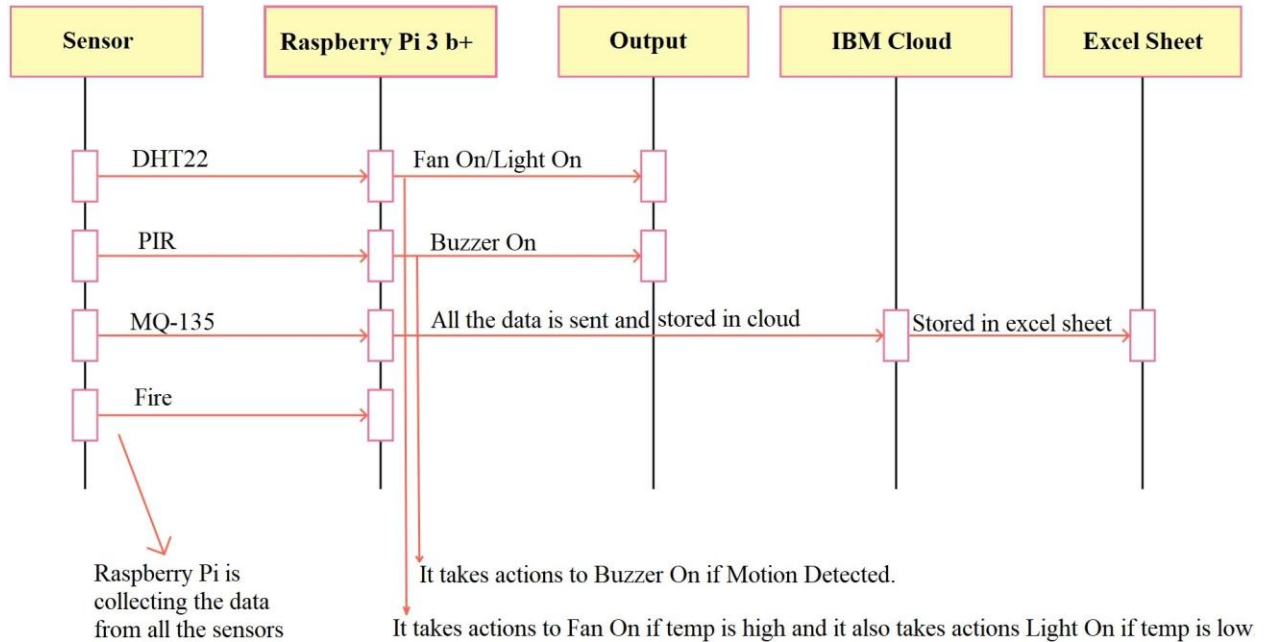 Sensor
Raspberry Pi 3 b+
Output
IBM Cloud
Excel Sheet
DHT22
Fan On/Light On
PIR
Buzzer On
MQ-135
All the data is sent and stored in cloud
Stored in excel sheet
Fire
Raspberry Pi is
collecting the data
from all the sensors
It takes actions to Buzzer On if Motion Detected.
It takes actions to Fan On if temp is high and it also takes actions Light On if temp is low